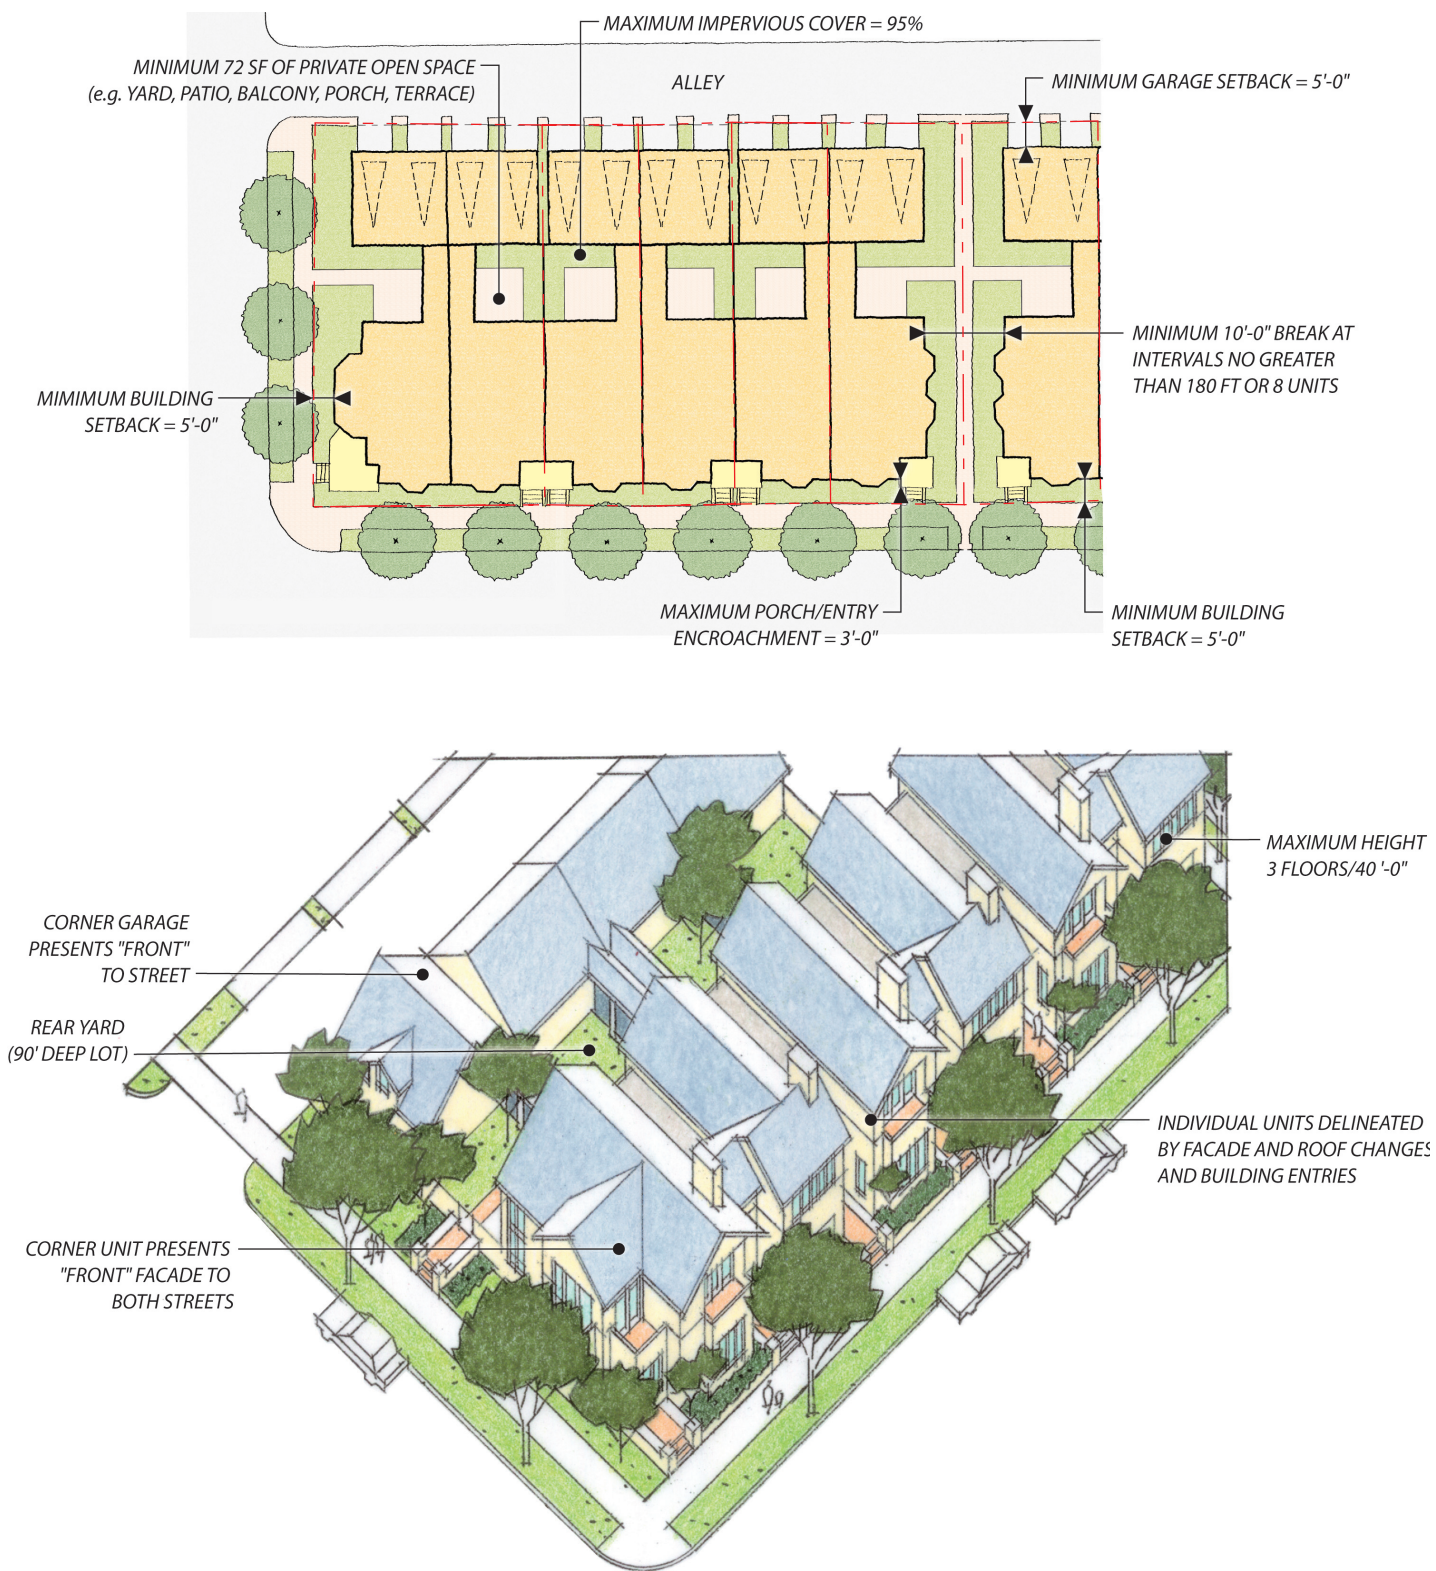 MAXIMUM IMPERVIOUS COVER = 95%
MINIMUM 72 SF OF PRIVATE OPEN SPACE
(e.g. YARD, PATIO, BALCONY, PORCH, TERRACE)
ALLEY
MINIMUM GARAGE SETBACK = 5'-0"
MINIMUM 10'-0" BREAK AT
INTERVALS NO GREATER
THAN 180 FT OR 8 UNITS
MIMIMUM BUILDING
SETBACK = 5'-0"
MAXIMUM PORCH/ENTRY
ENCROACHMENT = 3'-0"
MINIMUM BUILDING
SETBACK = 5'-0"
MAXIMUM HEIGHT
3 FLOORS/40 '-0"
CORNER GARAGE
PRESENTS "FRONT"
TO STREET
REAR YARD
(90' DEEP LOT)
INDIVIDUAL UNITS DELINEATED
BY FACADE AND ROOF CHANGES
AND BUILDING ENTRIES
CORNER UNIT PRESENTS
"FRONT" FACADE TO
BOTH STREETS